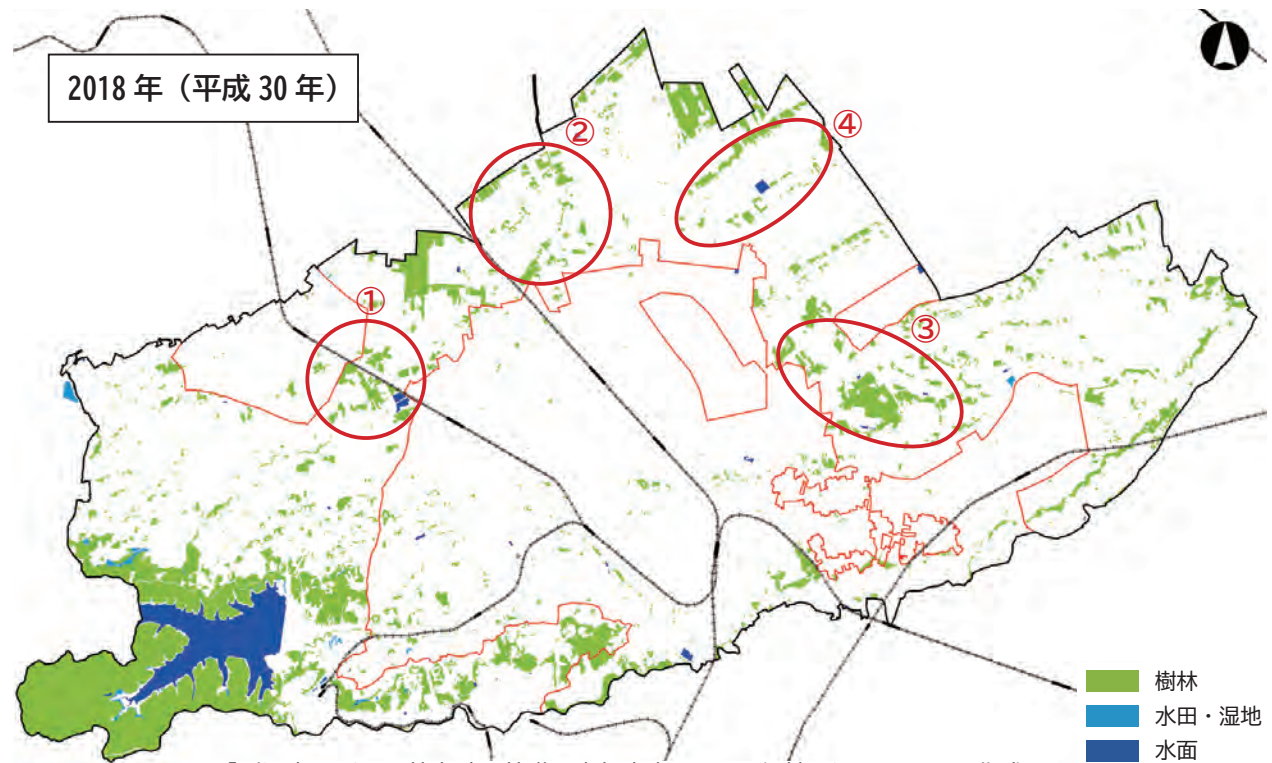 2018 年（平成 30 年）
②
④
①
③
樹林
水田・湿地
水面